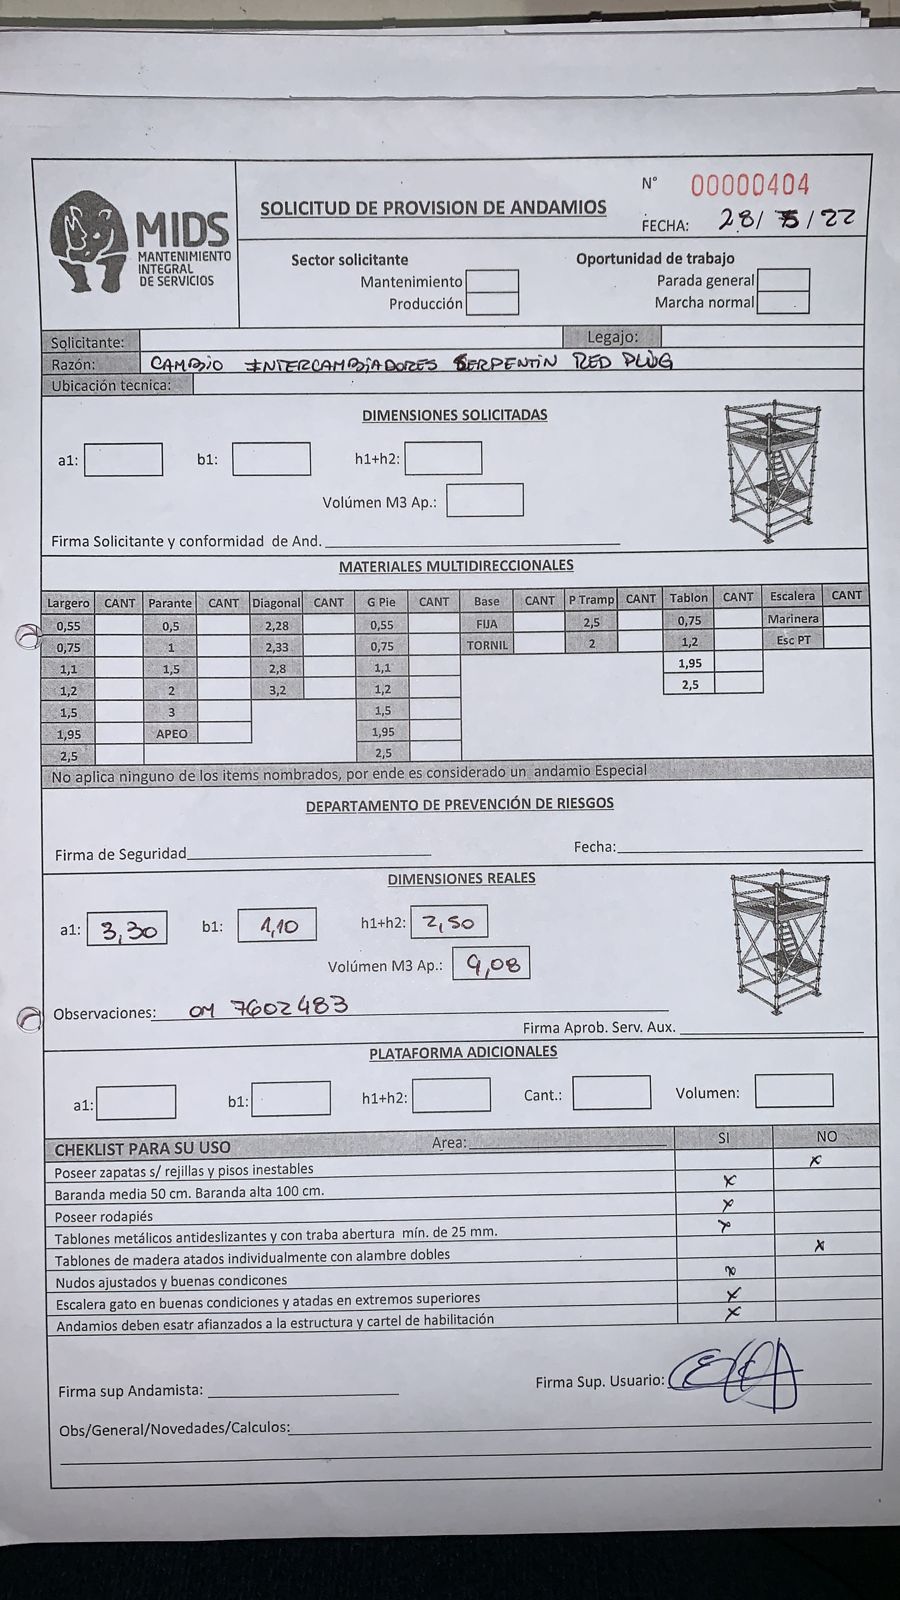 MIDS
MANTENIMIENTO
INTEGRAL
DE SERVICIOS
SOLICITUD DE PROVISION DE ANDAMIOS
N° 00000404
FECHA: 28/5/22
Sector solicitante
Mantenimiento
Producción
Oportunidad de trabajo
Parada general
Marcha normal
Solicitante: Legajo:
Razón: CAMBIO INTERCAMBIADORES SERPENTIN RED PLUG
Ubicación tecnica:
DIMENSIONES SOLICITADAS
a1: b1: h1+h2:
Volúmen M3 Ap.:
Firma Solicitante y conformidad de And.
MATERIALES MULTIDIRECCIONALES
Largero CANT Parante CANT Diagonal CANT G Pie CANT Base CANT P Tramp CANT Tablon CANT Escalera CANT
0,55 0,5 2,28 0,55 FIJA 2,5 0,75 Marinera
0,75 1 2,33 0,75 TORNIL 2 1,2 Esc PT
1,1 1,5 2,8 1,1 1,95
1,2 2 3,2 1,2 2,5
1,5 3 1,5
1,95 APEO 1,95
2,5 2,5
No aplica ninguno de los items nombrados, por ende es considerado un andamio Especial
DEPARTAMENTO DE PREVENCIÓN DE RIESGOS
Firma de Seguridad Fecha:
DIMENSIONES REALES
a1: 3,30 b1: 1,10 h1+h2: 2,50
Volúmen M3 Ap.: 9,08
Observaciones: OM 7602483
Firma Aprob. Serv. Aux.
PLATAFORMA ADICIONALES
a1: b1: h1+h2: Cant.: Volumen:
CHEKLIST PARA SU USO Area: SI NO
Poseer zapatas s/ rejillas y pisos inestables x
Baranda media 50 cm. Baranda alta 100 cm. x
Poseer rodapiés x
Tablones metálicos antideslizantes y con traba abertura mín. de 25 mm. x
Tablones de madera atados individualmente con alambre dobles x
Nudos ajustados y buenas condicones x
Escalera gato en buenas condiciones y atadas en extremos superiores x
Andamios deben esatr afianzados a la estructura y cartel de habilitación x
Firma sup Andamista: Firma Sup. Usuario:
Obs/General/Novedades/Calculos: